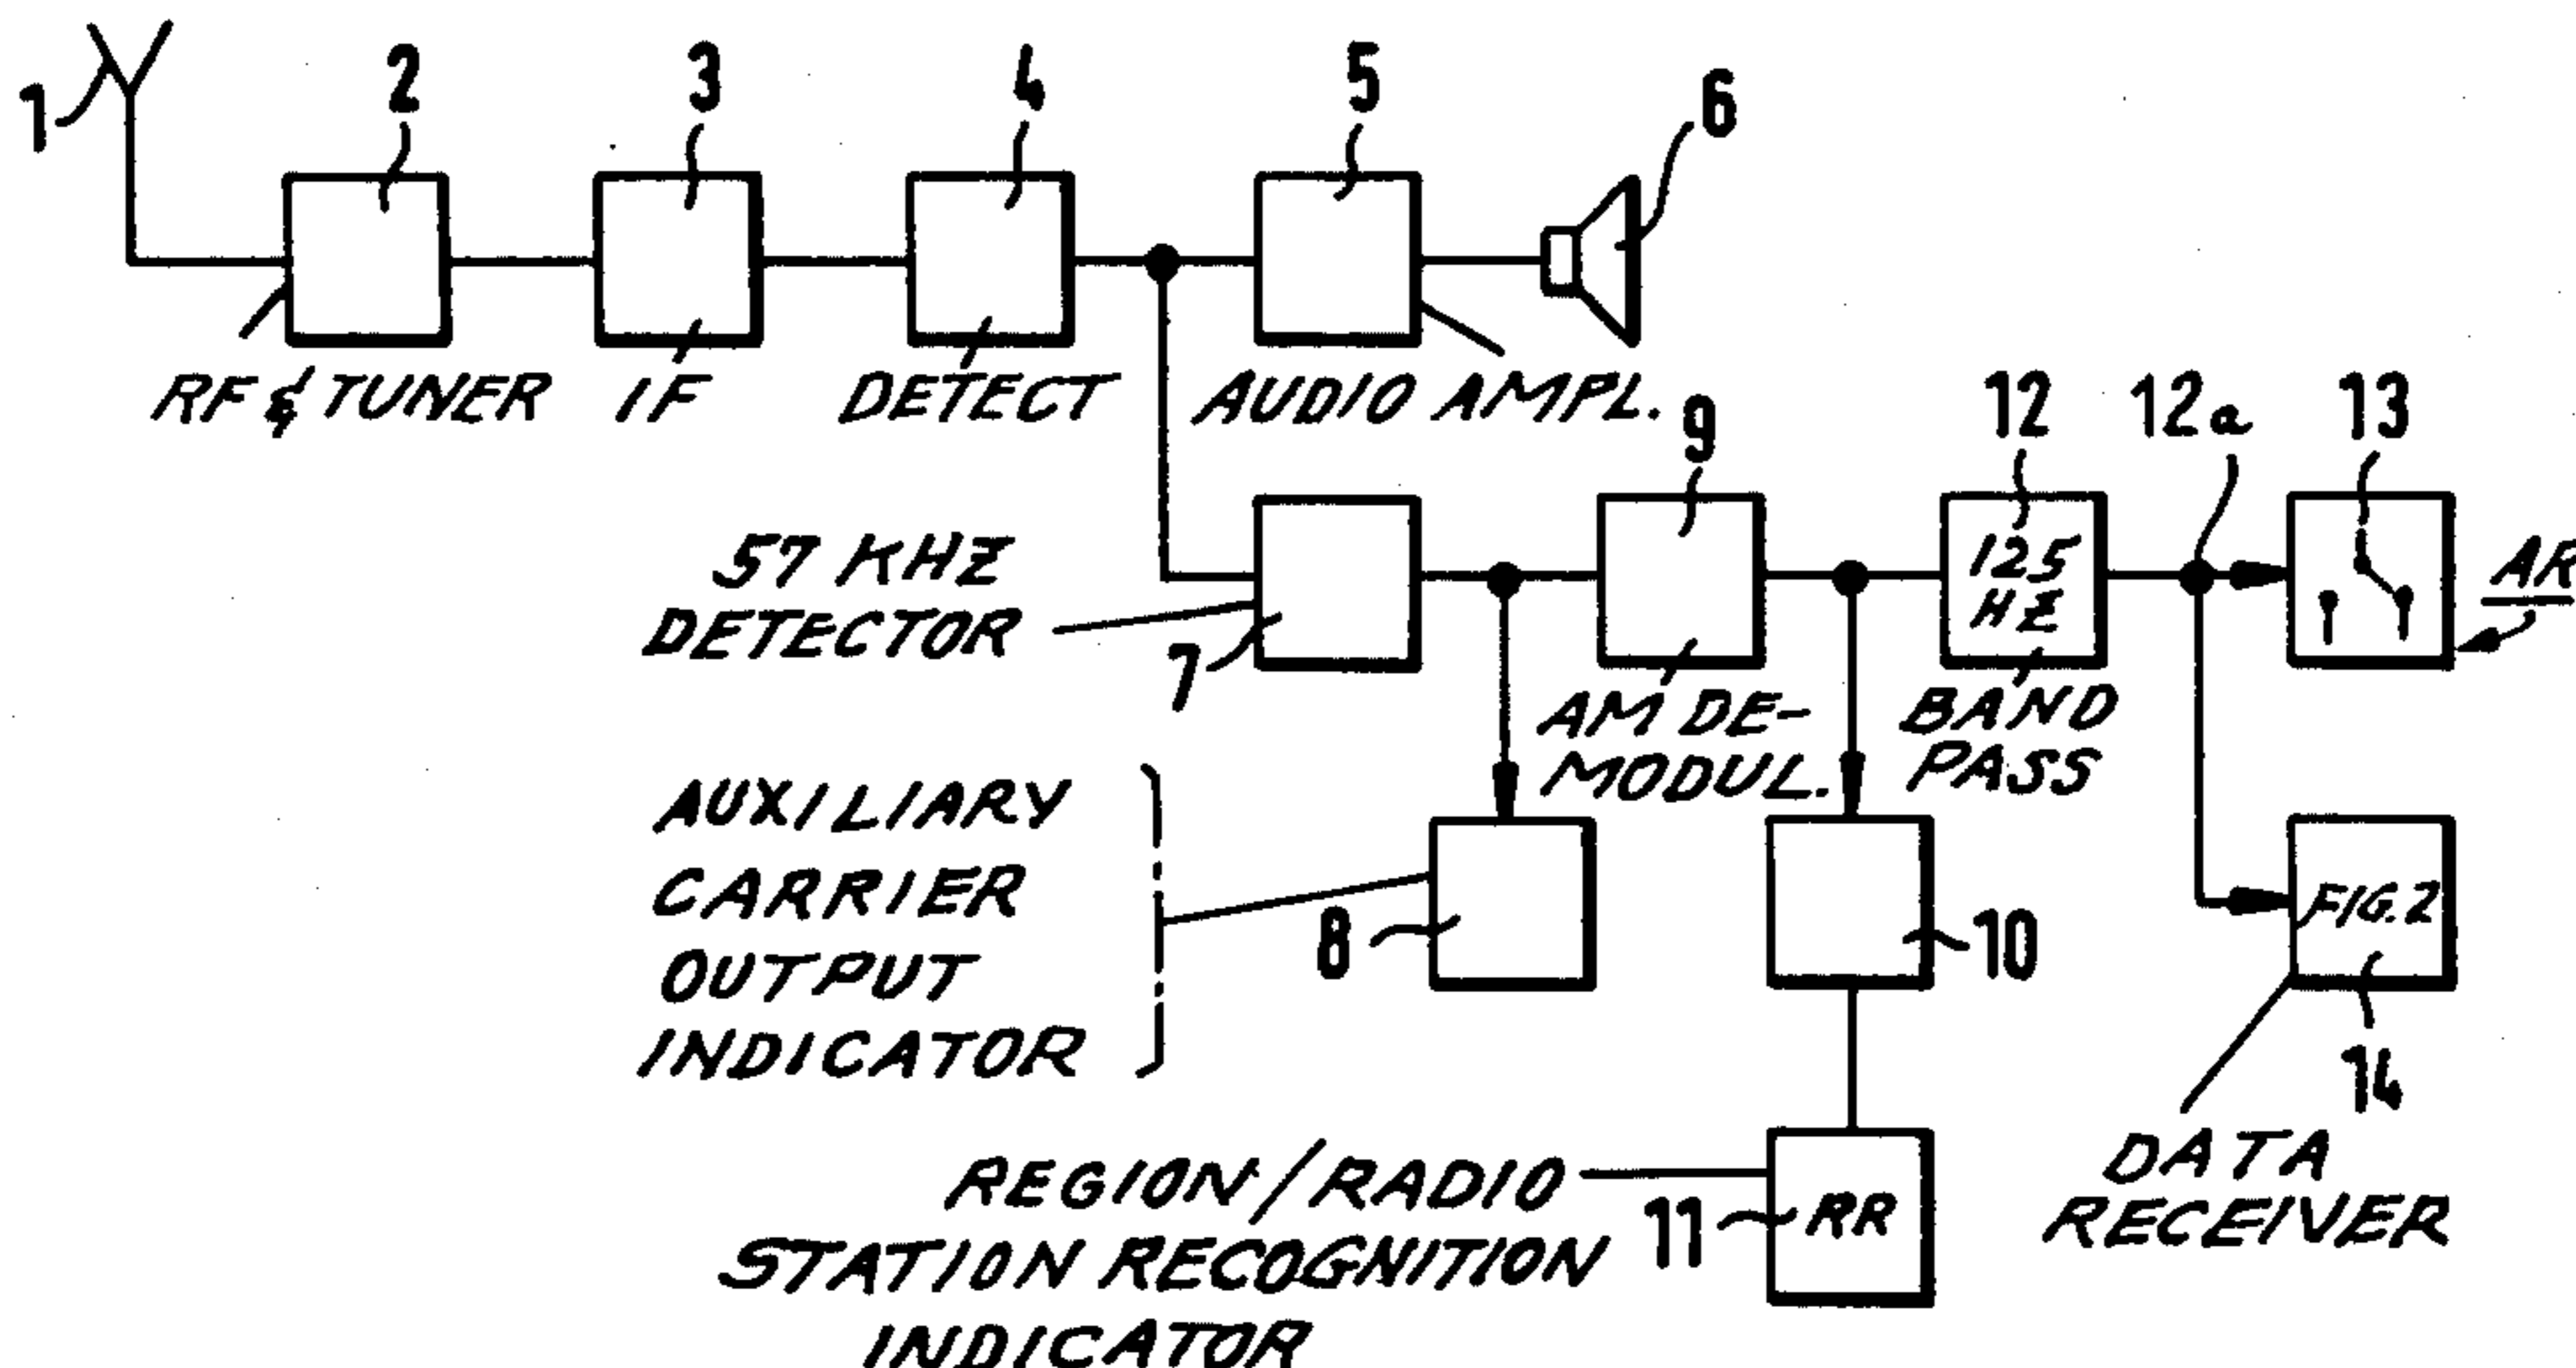 1
2
3
4
5
6
RF & TUNER
IF
DETECT
AUDIO AMPL.
9
12
12a
13
57 KHZ
DETECTOR
7
125
HZ
AR
AM DE-
MODUL.
BAND
PASS
AUXILIARY
CARRIER
OUTPUT
INDICATOR
8
10
FIG. 2
14
DATA
RECEIVER
REGION/RADIO
STATION RECOGNITION
INDICATOR
11
RR